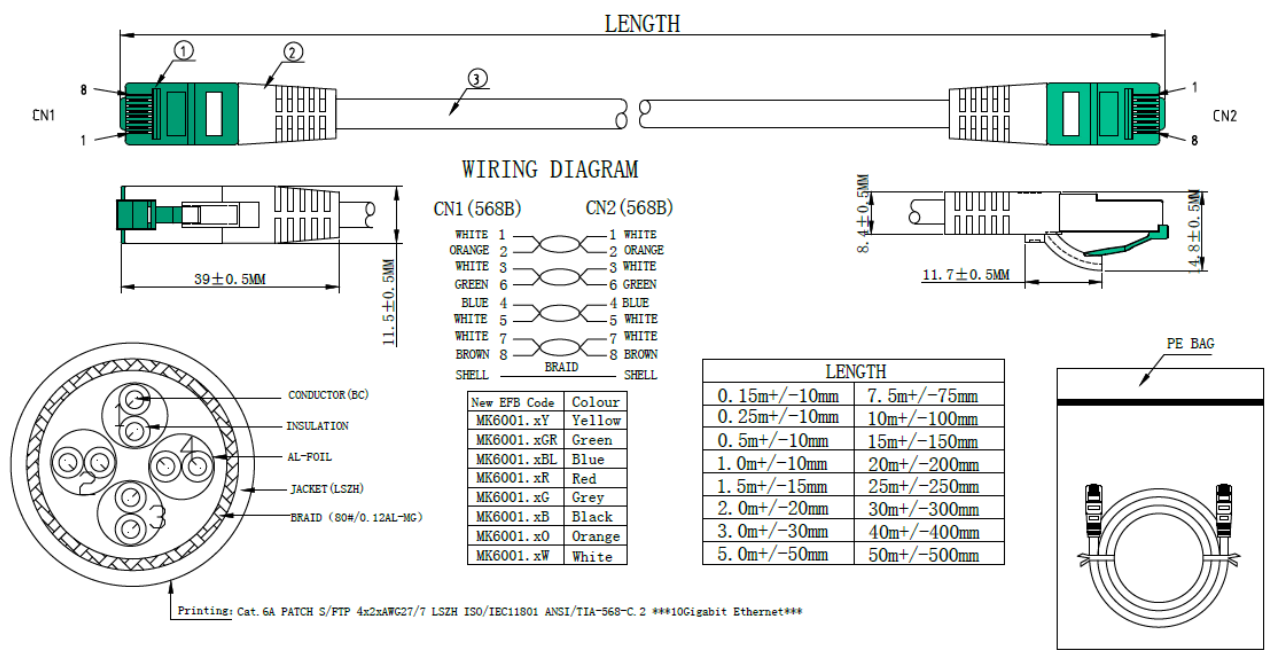 LENGTH
① ② ③
8 1
CN1 CN2
1 8
WIRING DIAGRAM
CN1(568B) CN2(568B)
WHITE 1 1 WHITE
ORANGE 2 2 ORANGE
WHITE 3 3 WHITE
GREEN 6 6 GREEN
BLUE 4 4 BLUE
WHITE 5 5 WHITE
WHITE 7 7 WHITE
BROWN 8 8 BROWN
SHELL BRAID SHELL
39±0.5MM
11.5±0.5MM
8.4±0.5MM
11.7±0.5MM
14.8±0.5MM
CONDUCTOR(BC)
INSULATION
AL-FOIL
JACKET(LSZH)
BRAID (80#/0.12AL-MG)
1
2
3
4
New EFB Code Colour
MK6001.xY Yellow
MK6001.xGR Green
MK6001.xBL Blue
MK6001.xR Red
MK6001.xG Grey
MK6001.xB Black
MK6001.xO Orange
MK6001.xW White
LENGTH
0.15m+/-10mm 7.5m+/-75mm
0.25m+/-10mm 10m+/-100mm
0.5m+/-10mm 15m+/-150mm
1.0m+/-10mm 20m+/-200mm
1.5m+/-15mm 25m+/-250mm
2.0m+/-20mm 30m+/-300mm
3.0m+/-30mm 40m+/-400mm
5.0m+/-50mm 50m+/-500mm
PE BAG
Printing: Cat.6A PATCH S/FTP 4x2xAWG27/7 LSZH ISO/IEC11801 ANSI/TIA-568-C.2 ***10Gigabit Ethernet***